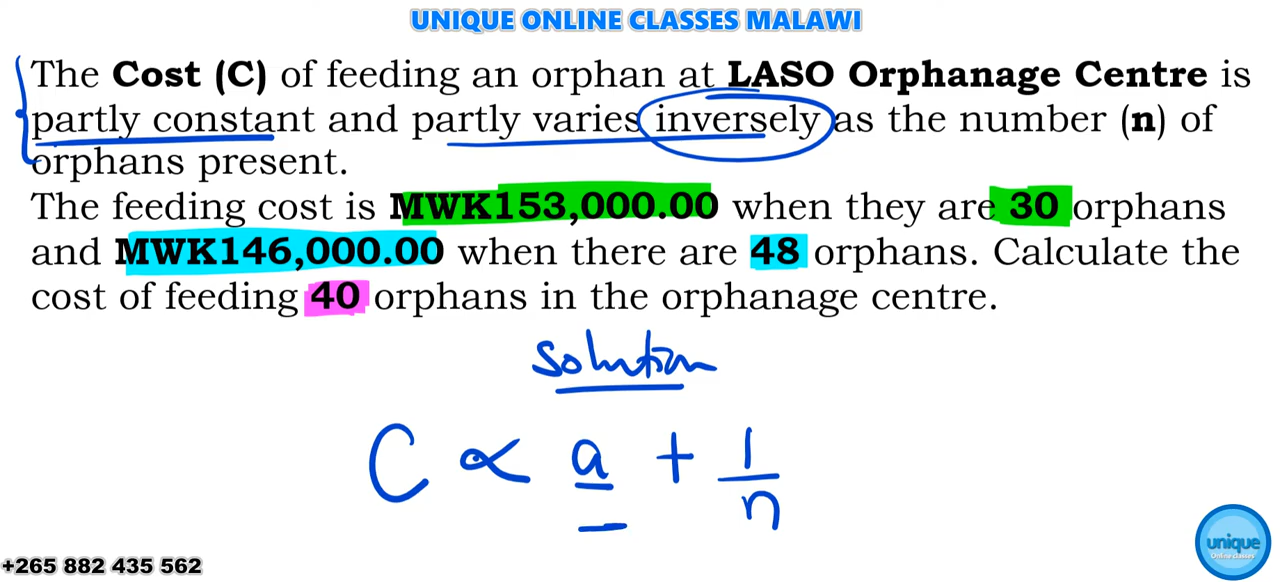 UNIQUE ONLINE CLASSES MALAWI
The Cost (C) of feeding an orphan at LASO Orphanage Centre is
partly constant and partly varies inversely as the number (n) of
orphans present.
The feeding cost is MWK153,000.00 when they are 30 orphans
and MWK146,000.00 when there are 48 orphans. Calculate the
cost of feeding 40 orphans in the orphanage centre.
Solution
C ∝ a + 1/n
unique
Online classes
+265 882 435 562